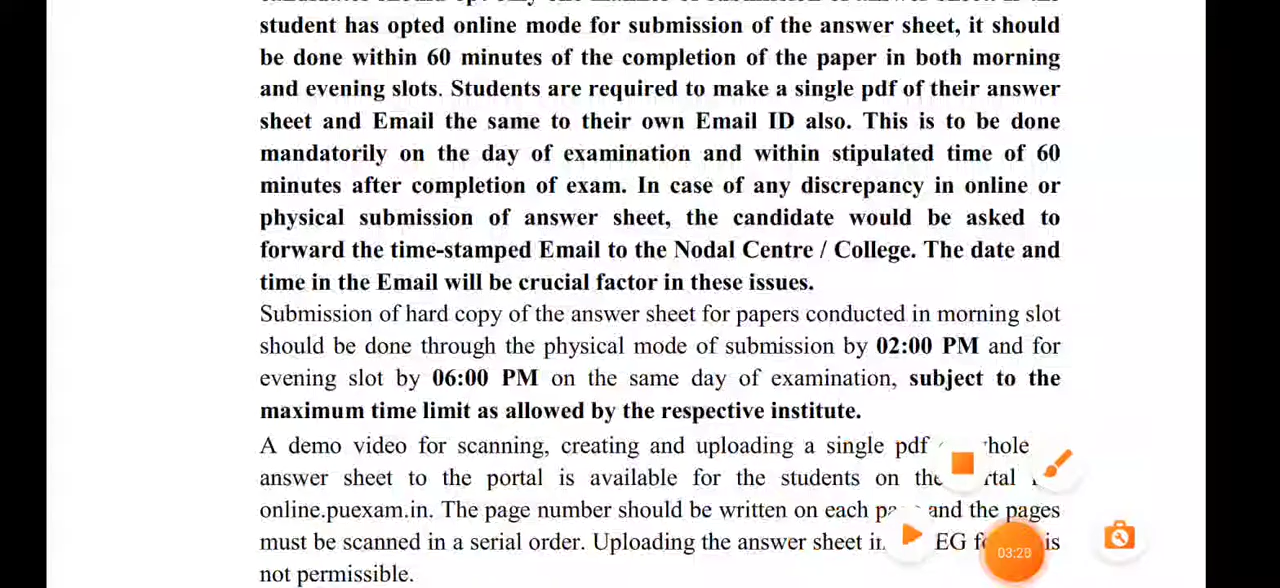 student has opted online mode for submission of the answer sheet, it should
be done within 60 minutes of the completion of the paper in both morning
and evening slots. Students are required to make a single pdf of their answer
sheet and Email the same to their own Email ID also. This is to be done
mandatorily on the day of examination and within stipulated time of 60
minutes after completion of exam. In case of any discrepancy in online or
physical submission of answer sheet, the candidate would be asked to
forward the time-stamped Email to the Nodal Centre / College. The date and
time in the Email will be crucial factor in these issues.
Submission of hard copy of the answer sheet for papers conducted in morning slot
should be done through the physical mode of submission by 02:00 PM and for
evening slot by 06:00 PM on the same day of examination, subject to the
maximum time limit as allowed by the respective institute.
A demo video for scanning, creating and uploading a single pdf
answer sheet to the portal is available for the students on
online.puexam.in. The page number should be written on each and the pages
must be scanned in a serial order. Uploading the answer sheet is
03:28
not permissible.